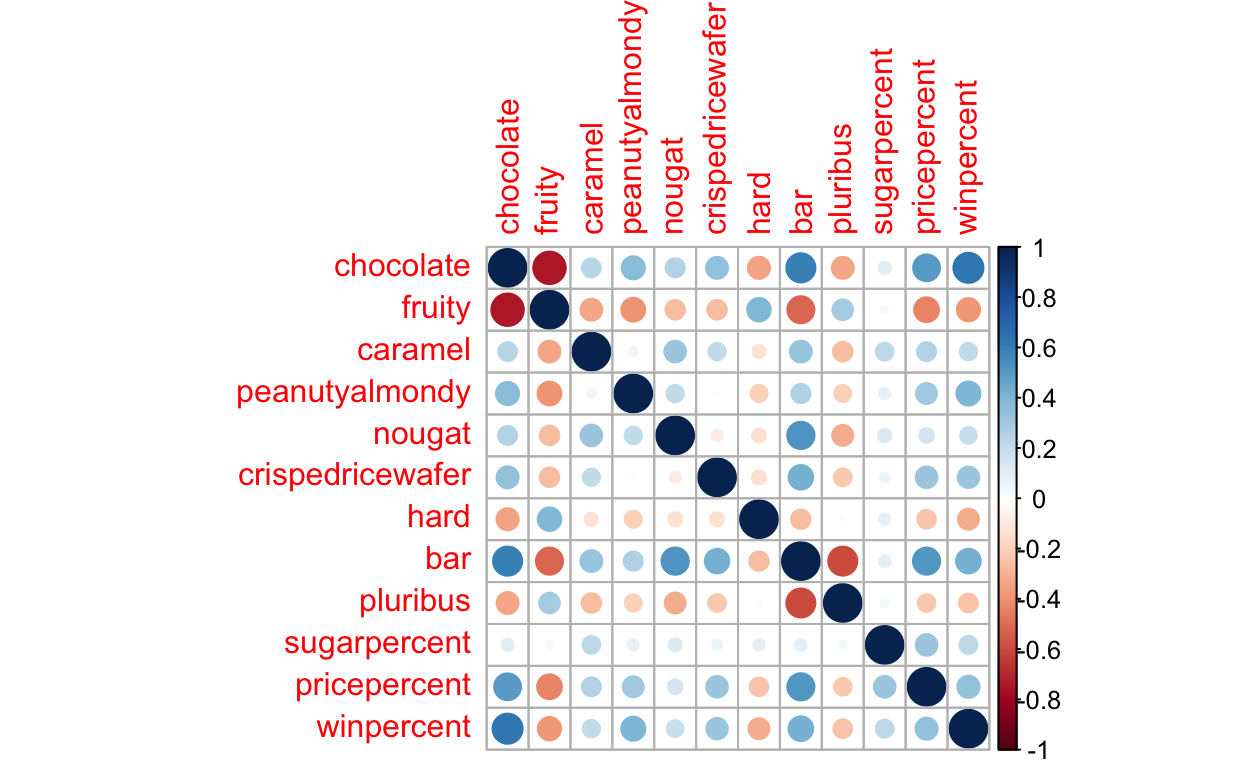 chocolate
fruity
caramel
peanutyalmondy
nougat
crispedricewafer
hard
bar
pluribus
sugarpercent
pricepercent
winpercent
chocolate
fruity
caramel
peanutyalmondy
nougat
crispedricewafer
hard
bar
pluribus
sugarpercent
pricepercent
winpercent
1
0.8
0.6
0.4
0.2
0
-0.2
-0.4
-0.6
-0.8
-1